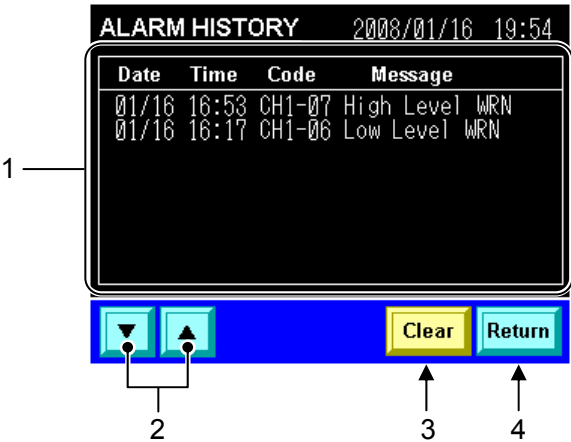 ALARM HISTORY 2008/01/16 19:54
Date Time Code Message
01/16 16:53 CH1-07 High Level WRN
01/16 16:17 CH1-06 Low Level WRN
1
▼ ▲ Clear Return
2 3 4